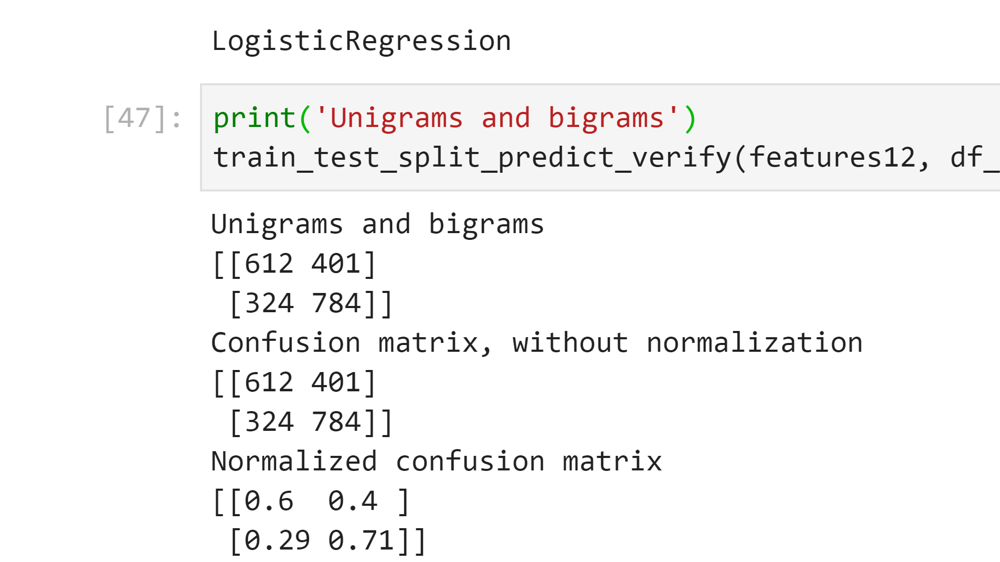 LogisticRegression
[47]: print('Unigrams and bigrams')
train_test_split_predict_verify(features12, df_
Unigrams and bigrams
[[612 401]
 [324 784]]
Confusion matrix, without normalization
[[612 401]
 [324 784]]
Normalized confusion matrix
[[0.6  0.4 ]
 [0.29 0.71]]